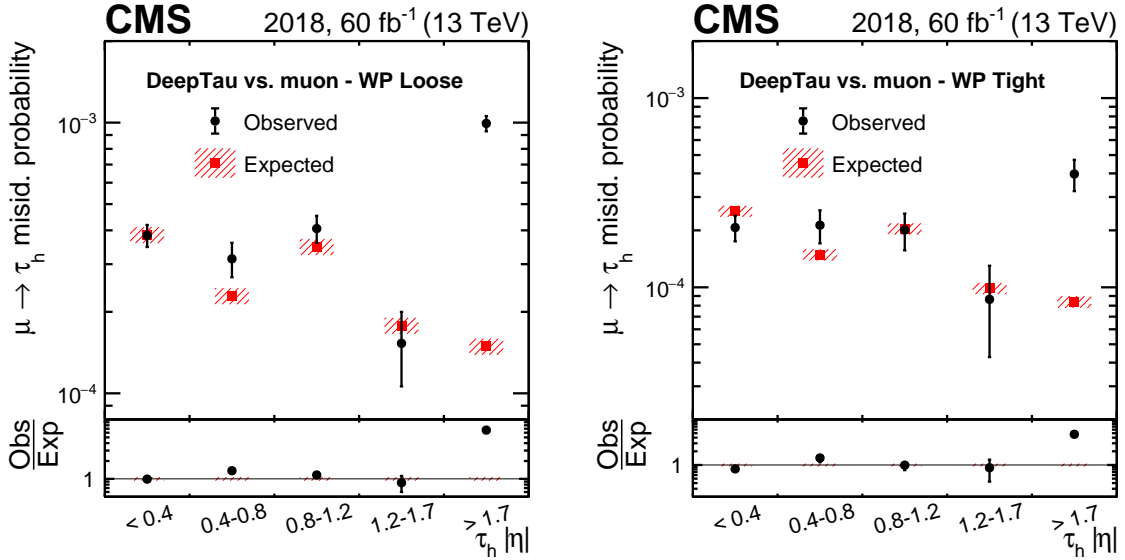 CMS 2018, 60 fb⁻¹ (13 TeV)
DeepTau vs. muon - WP Loose
Observed
Expected
μ → τ_h misid. probability
10⁻³
10⁻⁴
Obs
Exp
1
< 0.4
0.4-0.8
0.8-1.2
1.2-1.7
> 1.7
τ_h |η|
CMS 2018, 60 fb⁻¹ (13 TeV)
DeepTau vs. muon - WP Tight
Observed
Expected
μ → τ_h misid. probability
10⁻³
10⁻⁴
Obs
Exp
1
< 0.4
0.4-0.8
0.8-1.2
1.2-1.7
> 1.7
τ_h |η|